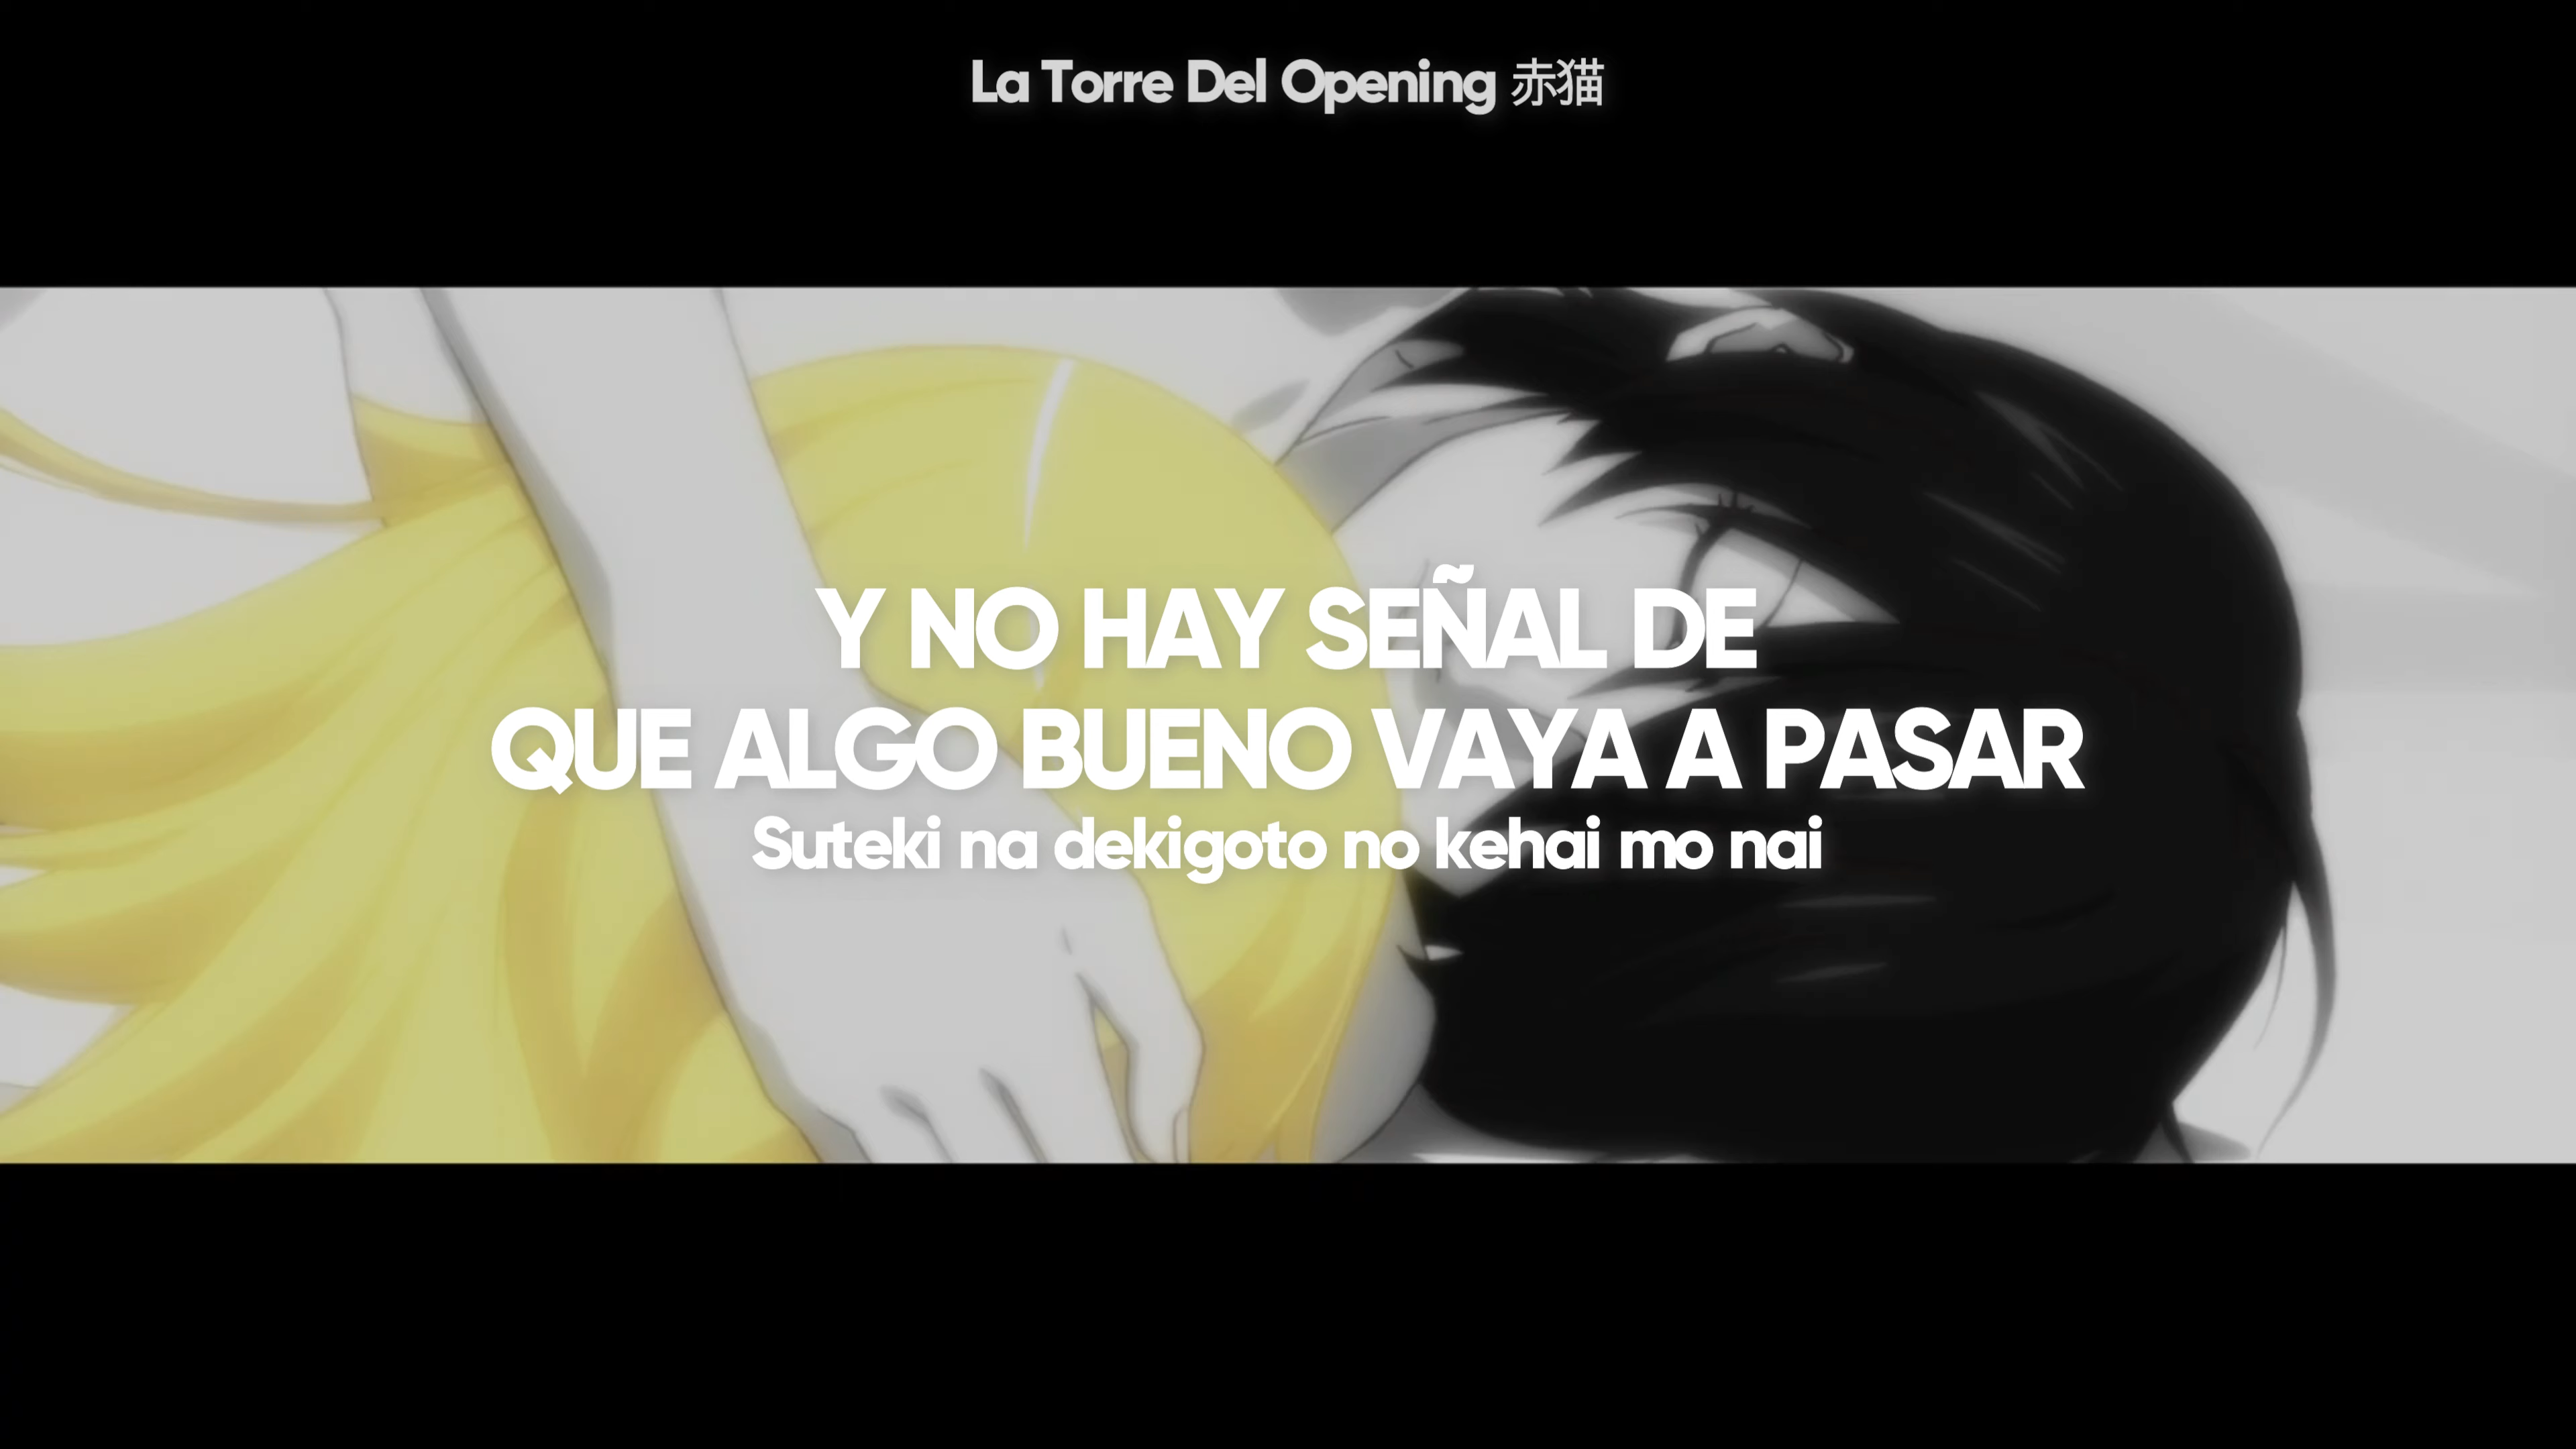 La Torre Del Opening 赤猫
Y NO HAY SEÑAL DE
QUE ALGO BUENO VAYA A PASAR
Suteki na dekigoto no kehai mo nai